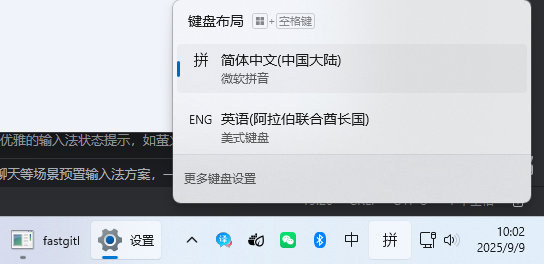 键盘布局 + 空格键
拼 简体中文(中国大陆)
微软拼音
ENG 英语(阿拉伯联合酋长国)
美式键盘
更多键盘设置
优雅的输入法状态提示，如萤
聊天等场景预置输入法方案，一
fastgitl 设置 译 中 拼 10:02
2025/9/9